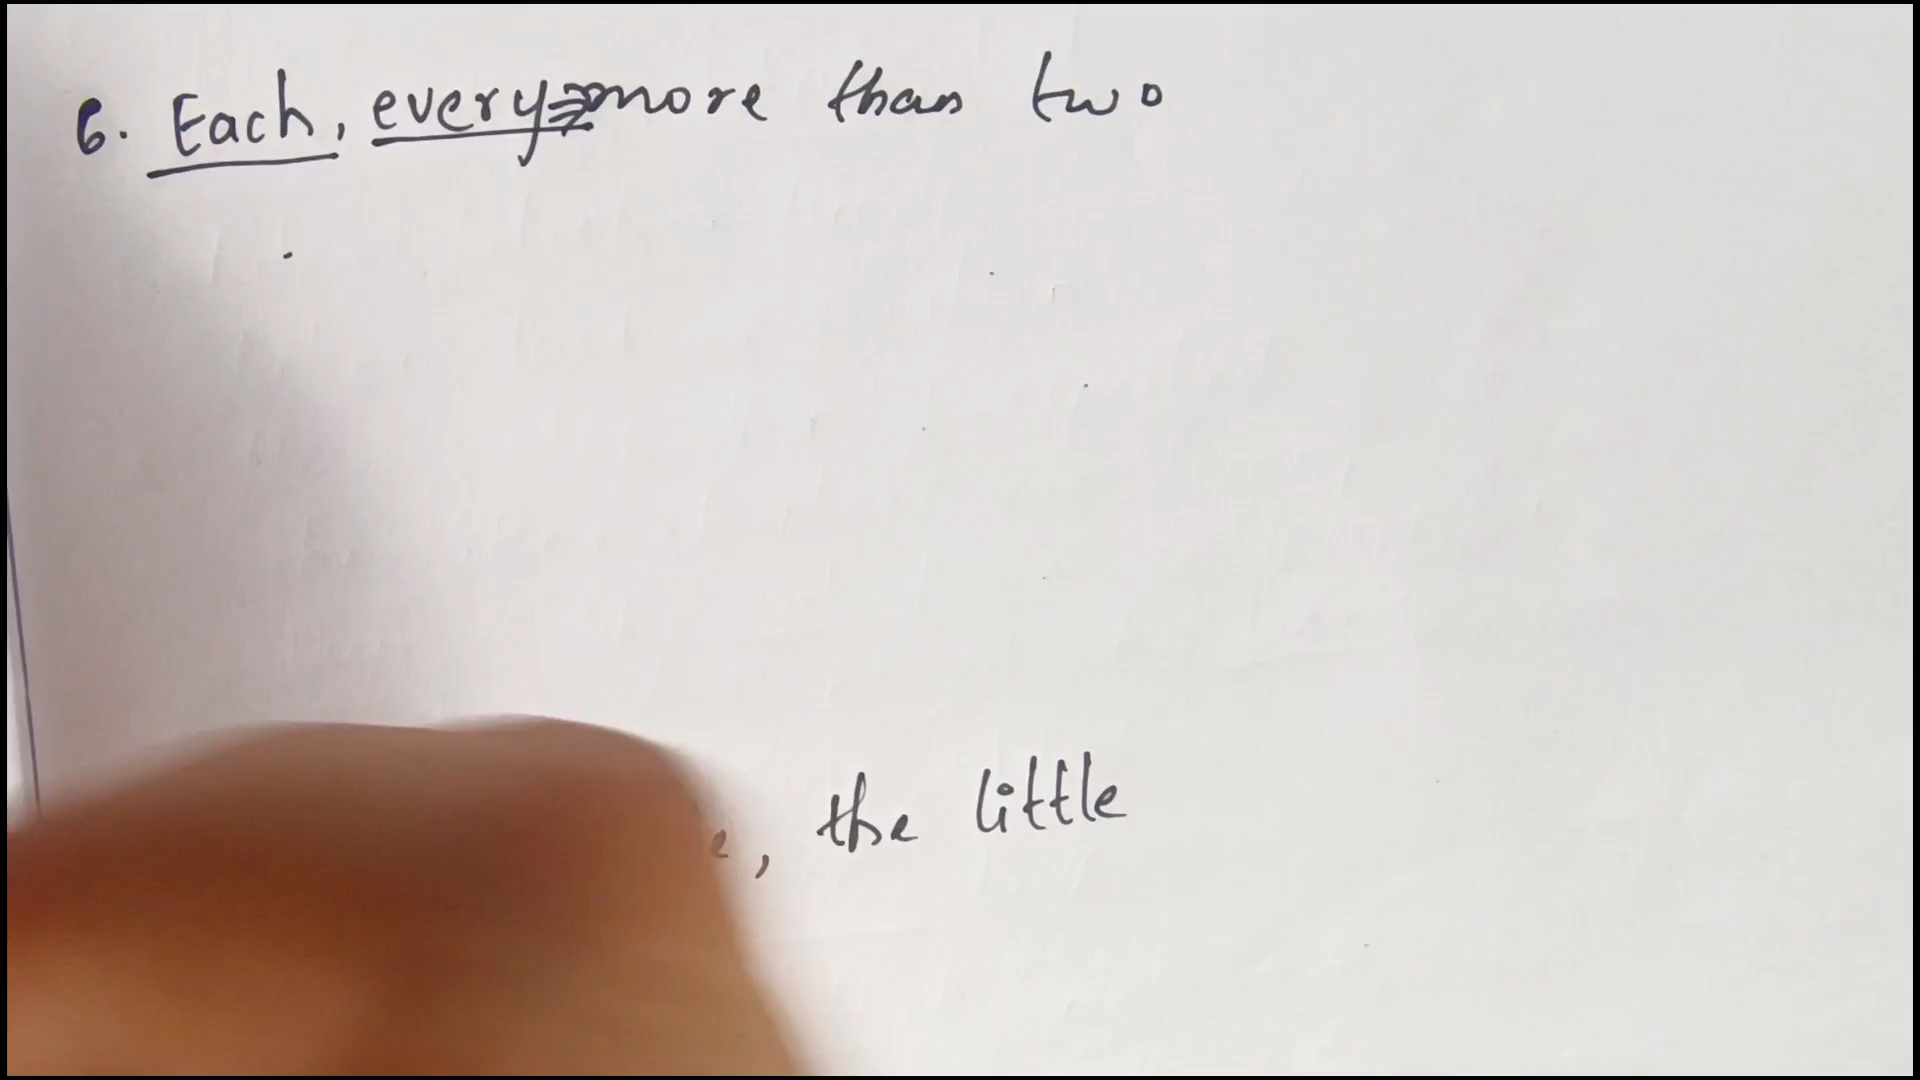 6. Each, every⇒more than two
, the little